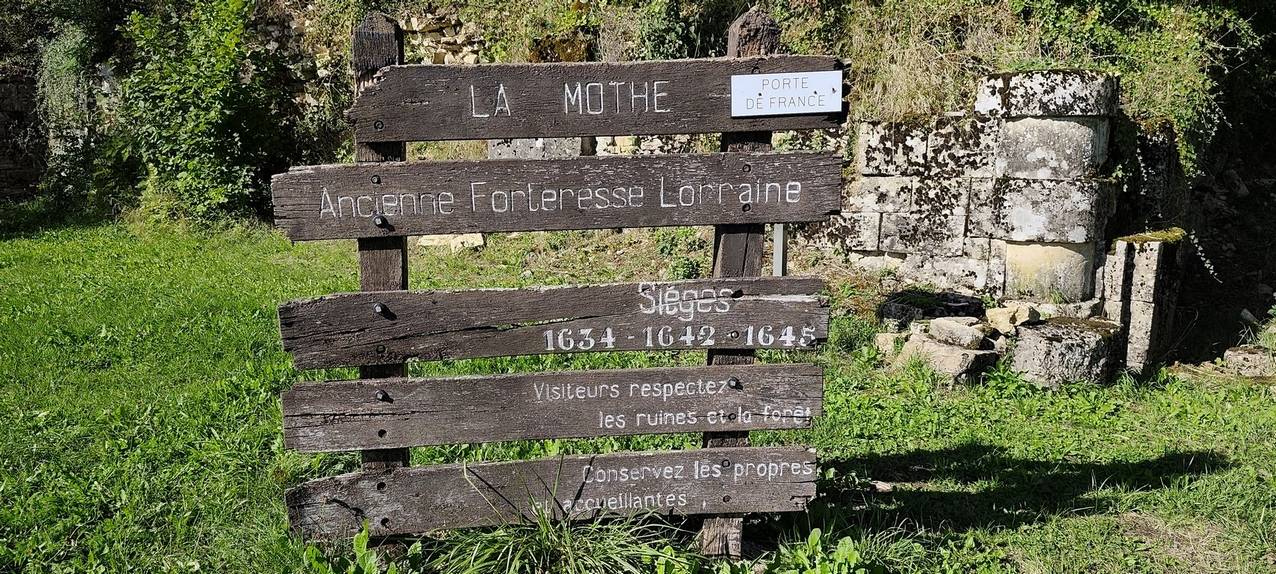 LA MOTHE
PORTE
DE FRANCE
Ancienne Forteresse Lorraine
Sièges
1634 - 1642 - 1645
Visiteurs respectez
les ruines et la forêt
Conservez les propres
et accueillantes